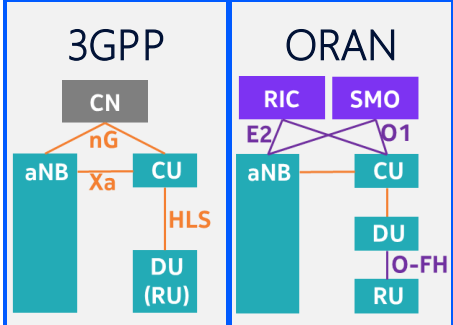 3GPP
CN
nG
aNB
CU
Xa
HLS
DU
(RU)
ORAN
RIC
SMO
E2
O1
aNB
CU
DU
O-FH
RU